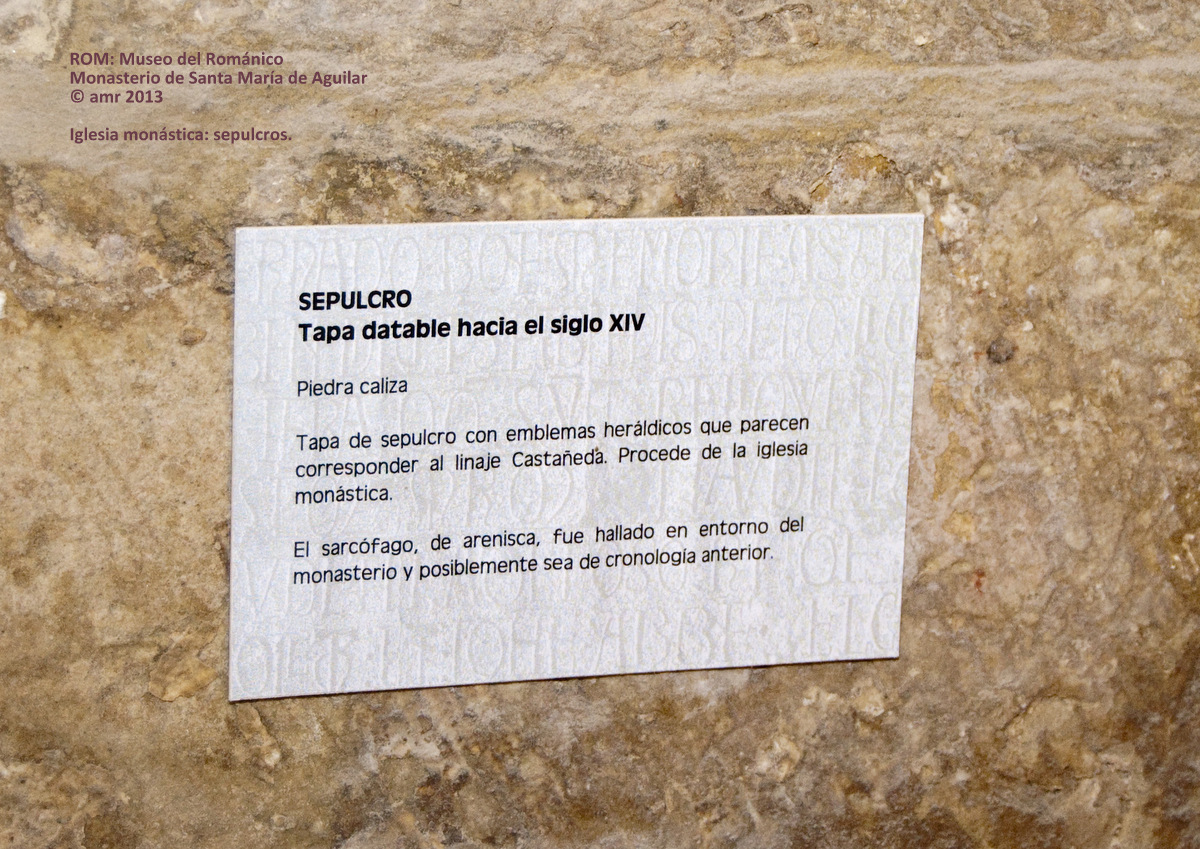 ROM: Museo del Románico
Monasterio de Santa María de Aguilar
© amr 2013
Iglesia monástica: sepulcros.
SEPULCRO
Tapa datable hacia el siglo XIV
Piedra caliza
Tapa de sepulcro con emblemas heráldicos que parecen
corresponder al linaje Castañeda. Procede de la iglesia
monástica.
El sarcófago, de arenisca, fue hallado en entorno del
monasterio y posiblemente sea de cronología anterior.